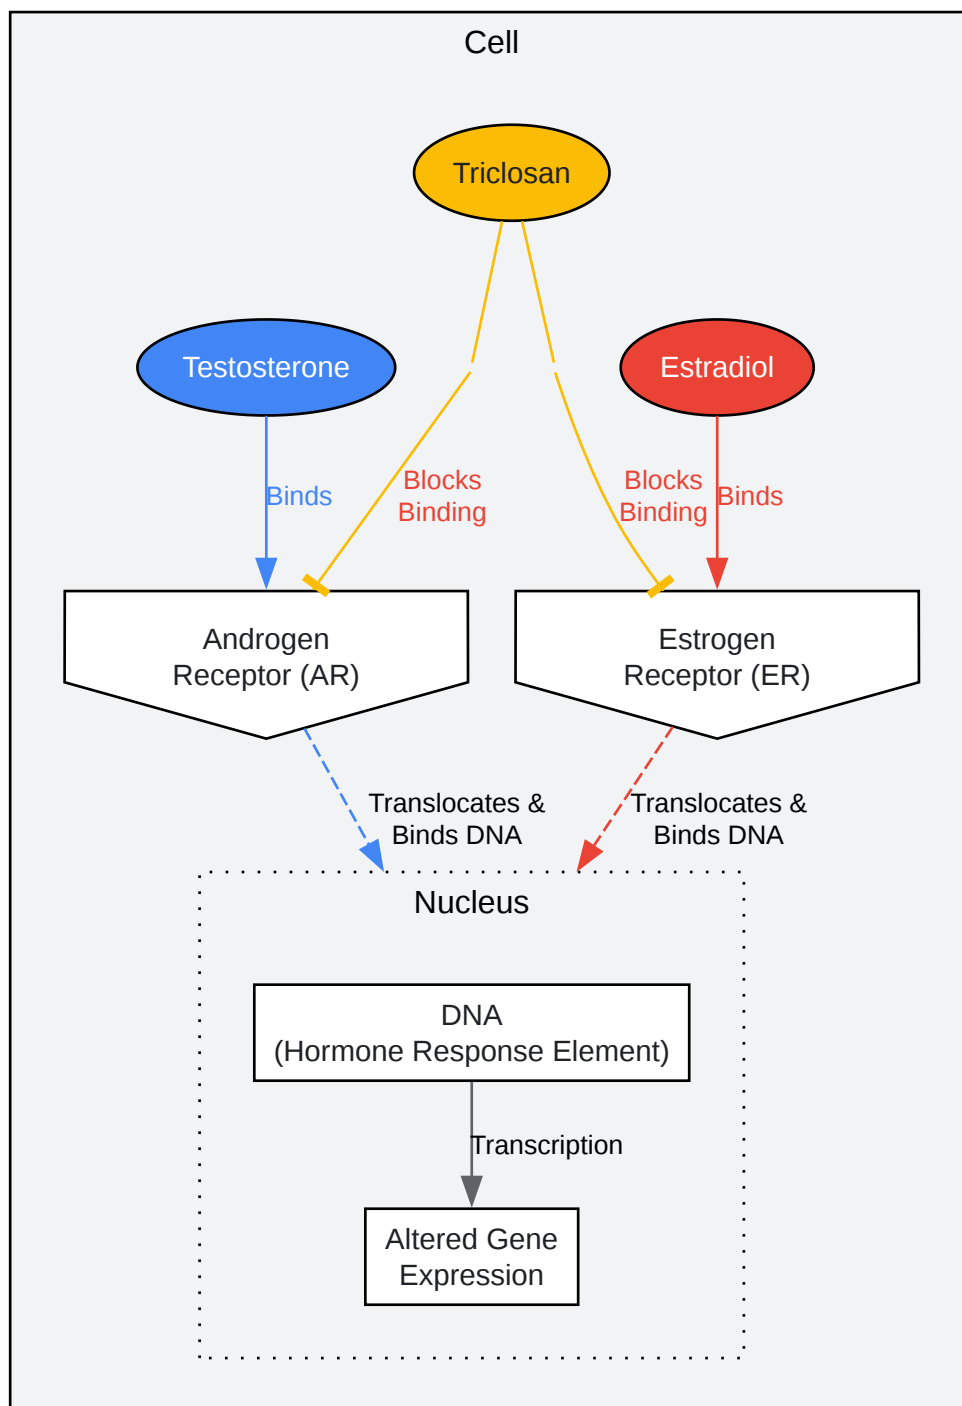 Cell
Triclosan
Testosterone
Estradiol
Binds
Blocks
Binding
Blocks
Binding
Binds
Androgen
Receptor (AR)
Estrogen
Receptor (ER)
Translocates &
Binds DNA
Translocates &
Binds DNA
Nucleus
DNA
(Hormone Response Element)
Transcription
Altered Gene
Expression